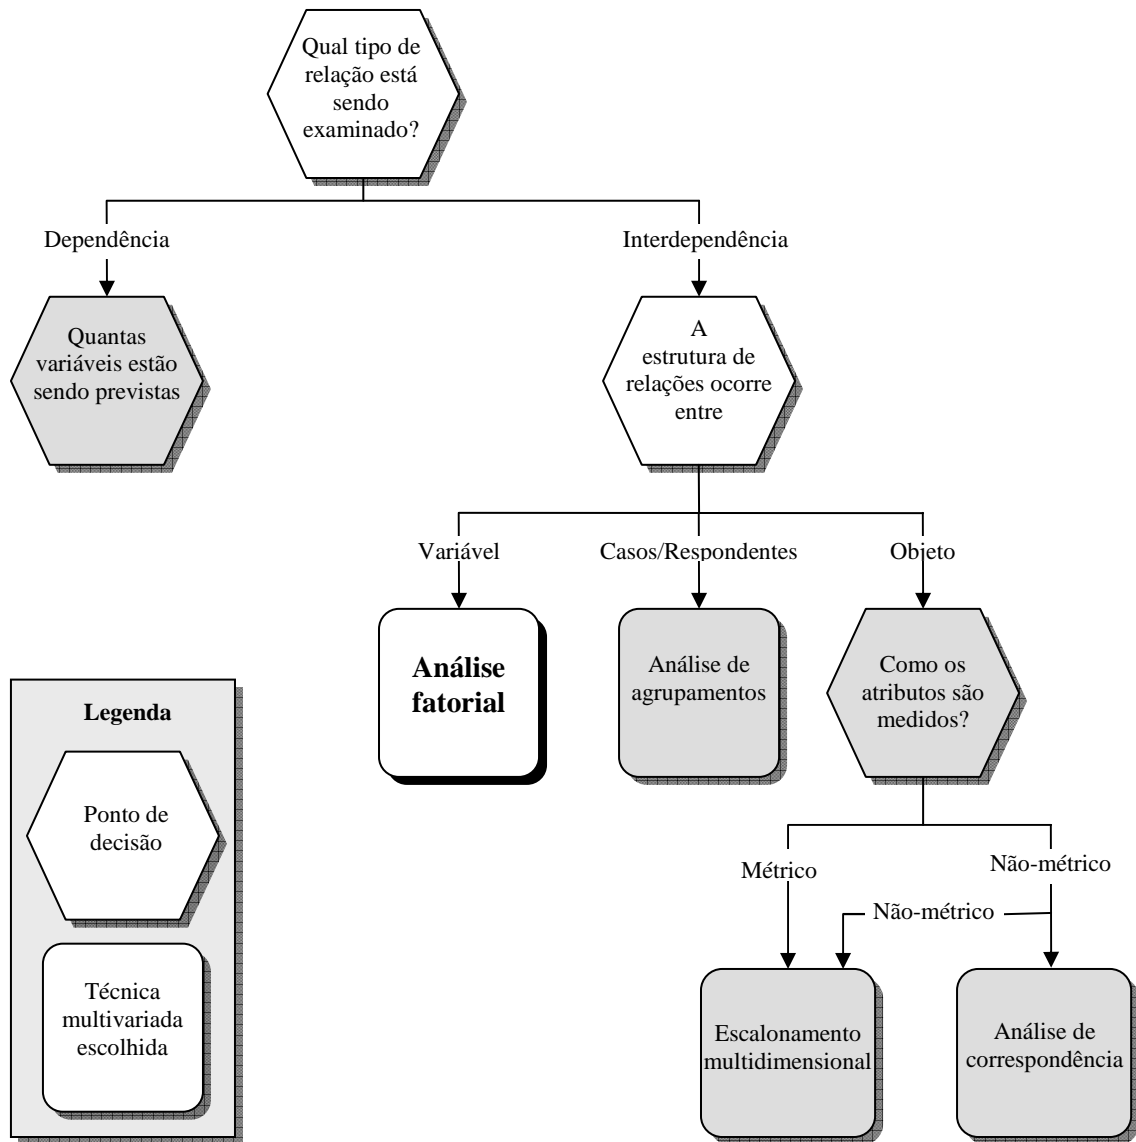 Qual tipo de
relação está
sendo
examinado?
Dependência
Interdependência
Quantas
variáveis estão
sendo previstas
A
estrutura de
relações ocorre
entre
Variável
Casos/Respondentes
Objeto
Análise
fatorial
Análise de
agrupamentos
Como os
atributos são
medidos?
Legenda
Ponto de
decisão
Técnica
multivariada
escolhida
Métrico
Não-métrico
Não-métrico
Escalonamento
multidimensional
Análise de
correspondência